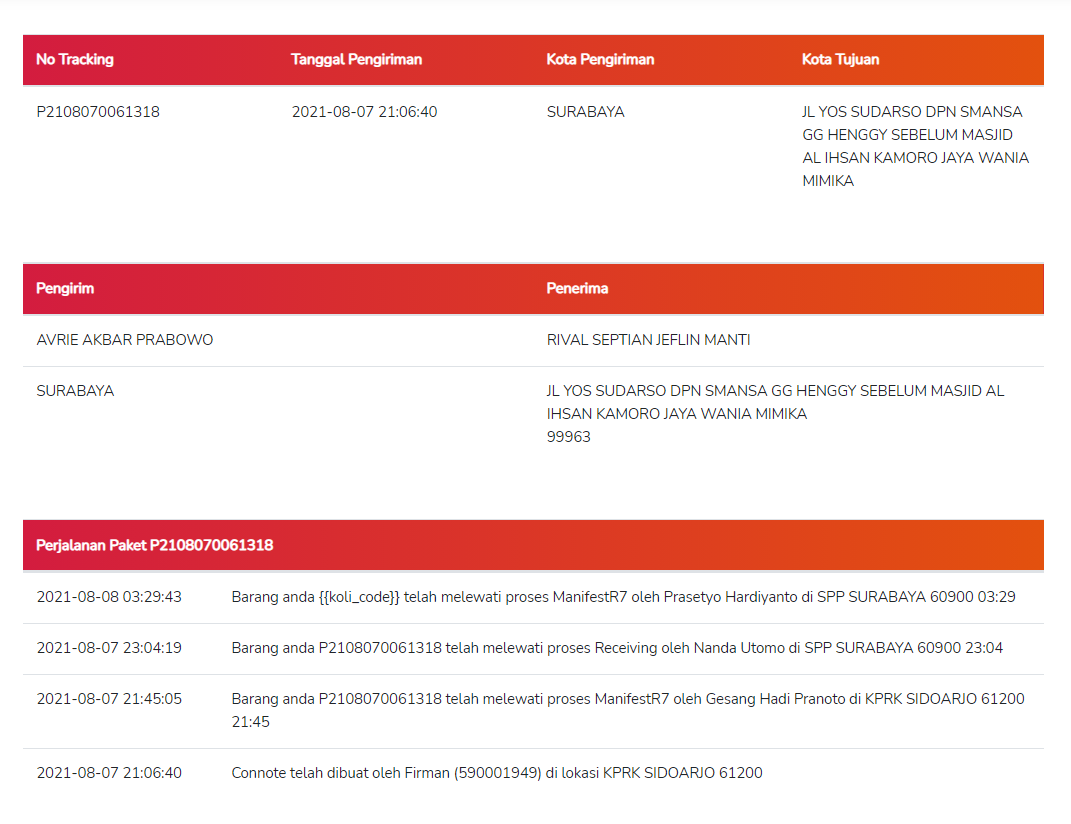 No Tracking Tanggal Pengiriman Kota Pengiriman Kota Tujuan
P2108070061318 2021-08-07 21:06:40 SURABAYA JL YOS SUDARSO DPN SMANSA
GG HENGGY SEBELUM MASJID
AL IHSAN KAMORO JAYA WANIA
MIMIKA
Pengirim Penerima
AVRIE AKBAR PRABOWO RIVAL SEPTIAN JEFLIN MANTI
SURABAYA JL YOS SUDARSO DPN SMANSA GG HENGGY SEBELUM MASJID AL
IHSAN KAMORO JAYA WANIA MIMIKA
99963
Perjalanan Paket P2108070061318
2021-08-08 03:29:43 Barang anda {{koli_code}} telah melewati proses ManifestR7 oleh Prasetyo Hardiyanto di SPP SURABAYA 60900 03:29
2021-08-07 23:04:19 Barang anda P2108070061318 telah melewati proses Receiving oleh Nanda Utomo di SPP SURABAYA 60900 23:04
2021-08-07 21:45:05 Barang anda P2108070061318 telah melewati proses ManifestR7 oleh Gesang Hadi Pranoto di KPRK SIDOARJO 61200
21:45
2021-08-07 21:06:40 Connote telah dibuat oleh Firman (590001949) di lokasi KPRK SIDOARJO 61200